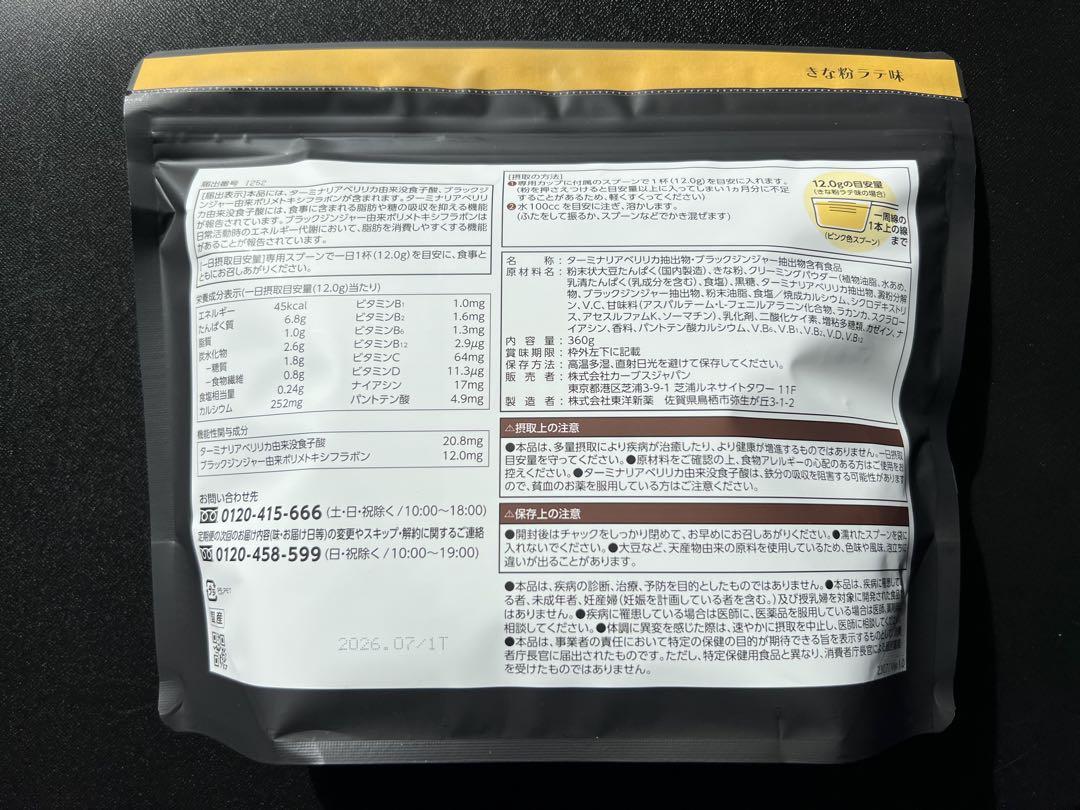 きな粉ラテ味
届出番号 I252
[届出表示]本品には、ターミナリアベリリカ由来没食子酸、ブラックジ
ンジャー由来ポリメトキシフラボンが含まれます。ターミナリアベリリ
カ由来没食子酸には、食事に含まれる脂肪や糖の吸収を抑える機能
が報告されています。ブラックジンジャー由来ポリメトキシフラボンは
日常活動時のエネルギー代謝において、脂肪を消費しやすくする機能
があることが報告されています。
[一日摂取目安量]専用スプーンで一日1杯(12.0g)を目安に、食事と
ともにお召しあがりください。
栄養成分表示(一日摂取目安量(12.0g)当たり)
エネルギー 45kcal ビタミンB1 1.0mg
たんぱく質 6.8g ビタミンB2 1.6mg
脂質 1.0g ビタミンB6 1.3mg
炭水化物 2.6g ビタミンB12 2.9μg
−糖質 1.8g ビタミンC 64mg
−食物繊維 0.8g ビタミンD 11.3μg
食塩相当量 0.24g ナイアシン 17mg
カルシウム 252mg パントテン酸 4.9mg
機能性関与成分
ターミナリアベリリカ由来没食子酸 20.8mg
ブラックジンジャー由来ポリメトキシフラボン 12.0mg
お問い合わせ先
0120-415-666 (土・日・祝除く/10:00〜18:00)
定期便の次回のお届け内容(味・お届け日等)の変更やスキップ・解約に関するご連絡
0120-458-599 (日・祝除く/10:00〜19:00)
プラ
PE,PET
国産
2026.07/1T
[摂取の方法]
❶専用カップに付属のスプーンで1杯(12.0g)を目安に入れます。
(粉を押さえつけると目安量以上に入ってしまい1ヵ月分に不足
することがあるため、軽くすくってください)
❷水100ccを目安に注ぎ、溶かします。
(ふたをして振るか、スプーンなどでかき混ぜます)
12.0gの目安量
(きな粉ラテ味の場合)
一周線の
1本上の線
まで
(ピンク色スプーン)
名称:ターミナリアベリリカ抽出物・ブラックジンジャー抽出物含有食品
原材料名:粉末状大豆たんぱく(国内製造)、きな粉、クリーミングパウダー(植物油脂、水あめ、
乳清たんぱく(乳成分を含む)、食塩)、黒糖、ターミナリアベリリカ抽出物、澱粉分解
物、ブラックジンジャー抽出物、粉末油脂、食塩/焼成カルシウム、シクロデキストリ
ン、V.C、甘味料(アスパルテーム・L-フェニルアラニン化合物、ラカンカ、スクラロー
ス、アセスルファムK、ソーマチン)、乳化剤、二酸化ケイ素、増粘多糖類、カゼイン、ナ
イアシン、香料、パントテン酸カルシウム、V.B6、V.B1、V.B2、V.D、V.B12
内容量:360g
賞味期限:枠外左下に記載
保存方法:高温多湿、直射日光を避けて保存してください。
販売者:株式会社カーブスジャパン
東京都港区芝浦3-9-1 芝浦ルネサイトタワー 11F
製造者:株式会社東洋新薬 佐賀県鳥栖市弥生が丘3-1-2
⚠摂取上の注意
●本品は、多量摂取により疾病が治癒したり、より健康が増進するものではありません。一日摂取
目安量を守ってください。●原材料をご確認の上、食物アレルギーの心配のある方はご使用をお
控えください。●ターミナリアベリリカ由来没食子酸は、鉄分の吸収を阻害する可能性があります
ので、貧血のお薬を服用している方はご注意ください。
⚠保存上の注意
●開封後はチャックをしっかり閉めて、お早めにお召しあがりください。●濡れたスプーンを袋に
入れないでください。●大豆など、天産物由来の原料を使用しているため、色味や風味、泡立ちに
違いが出ることがあります。
●本品は、疾病の診断、治療、予防を目的としたものではありません。●本品は、疾病に罹患して
る者、未成年者、妊産婦(妊娠を計画している者を含む。)及び授乳婦を対象に開発された食品
はありません。●疾病に罹患している場合は医師に、医薬品を服用している場合は医師、薬剤師
相談してください。●体調に異変を感じた際は、速やかに摂取を中止し、医師に相談してくだ
●本品は、事業者の責任において特定の保健の目的が期待できる旨を表示するものとして、消費
者庁長官に届出されたものです。ただし、特定保健用食品と異なり、消費者庁長官による個別審査
を受けたものではありません。